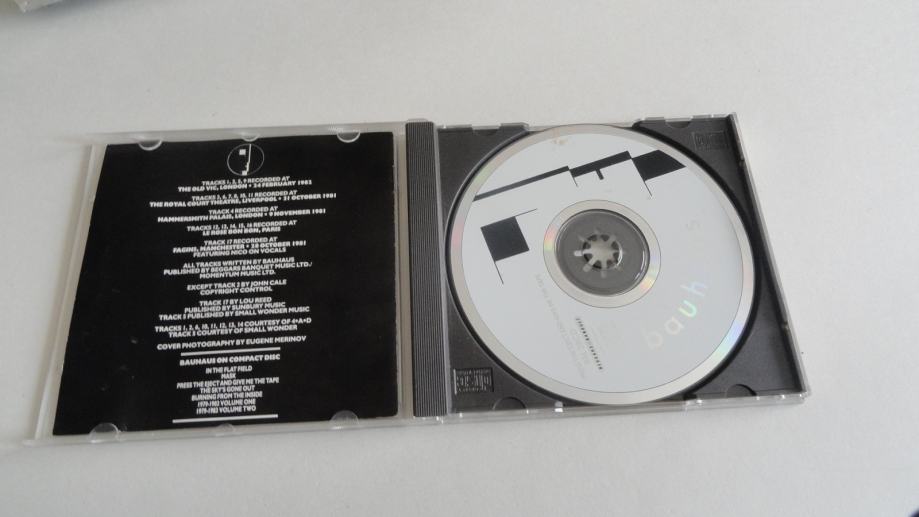 TRACKS 1, 3, 5, 9 RECORDED AT
THE OLD VIC, LONDON • 24 FEBRUARY 1982
TRACKS 2, 6, 7, 8, 10, 11 RECORDED AT
THE ROYAL COURT THEATRE, LIVERPOOL • 31 OCTOBER 1981
TRACK 4 RECORDED AT
HAMMERSMITH PALAIS, LONDON • 9 NOVEMBER 1981
TRACKS 12, 13, 14, 15, 16 RECORDED AT
LE ROSE BON BON, PARIS
TRACK 17 RECORDED AT
FAGINS, MANCHESTER • 28 OCTOBER 1981
FEATURING NICO ON VOCALS
ALL TRACKS WRITTEN BY BAUHAUS
PUBLISHED BY BEGGARS BANQUET MUSIC LTD./
MOMENTUM MUSIC LTD.
EXCEPT TRACK 2 BY JOHN CALE
COPYRIGHT CONTROL
TRACK 17 BY LOU REED
PUBLISHED BY SUNBURY MUSIC
TRACK 5 PUBLISHED BY SMALL WONDER MUSIC
TRACKS 1, 2, 6, 10, 11, 12, 13, 14 COURTESY OF 4•A•D
TRACK 5 COURTESY OF SMALL WONDER
COVER PHOTOGRAPHY BY EUGENE MERINOV
BAUHAUS ON COMPACT DISC
IN THE FLAT FIELD
MASK
PRESS THE EJECT AND GIVE ME THE TAPE
THE SKY'S GONE OUT
BURNING FROM THE INSIDE
1979-1983 VOLUME ONE
1979-1983 VOLUME TWO